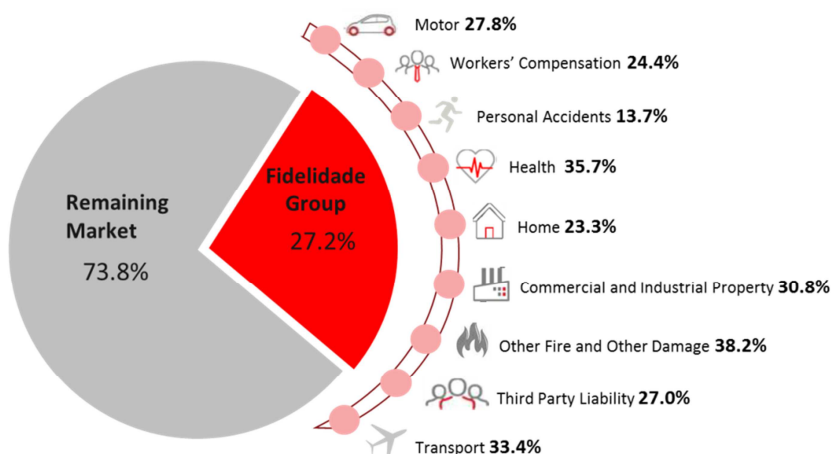 Remaining
Market
73.8%
Fidelidade
Group
27.2%
Motor 27.8%
Workers' Compensation 24.4%
Personal Accidents 13.7%
Health 35.7%
Home 23.3%
Commercial and Industrial Property 30.8%
Other Fire and Other Damage 38.2%
Third Party Liability 27.0%
Transport 33.4%